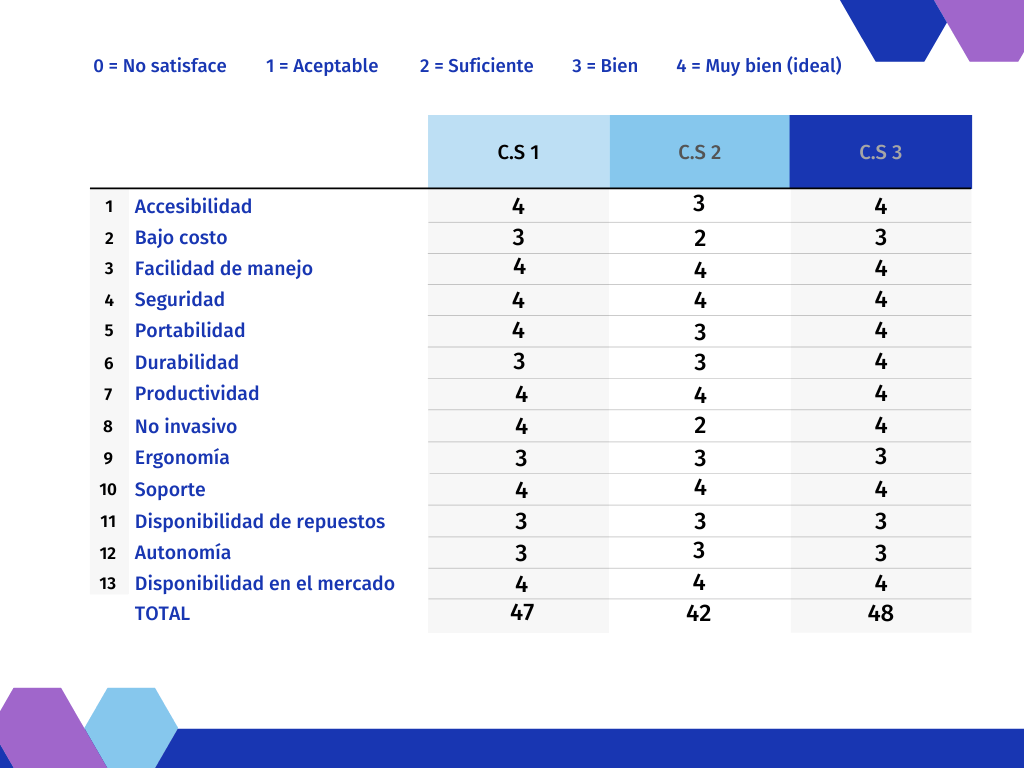 0 = No satisface 1 = Aceptable 2 = Suficiente 3 = Bien 4 = Muy bien (ideal)
C.S 1 C.S 2 C.S 3
1 Accesibilidad 4 3 4
2 Bajo costo 3 2 3
3 Facilidad de manejo 4 4 4
4 Seguridad 4 4 4
5 Portabilidad 4 3 4
6 Durabilidad 3 3 4
7 Productividad 4 4 4
8 No invasivo 4 2 4
9 Ergonomía 3 3 3
10 Soporte 4 4 4
11 Disponibilidad de repuestos 3 3 3
12 Autonomía 3 3 3
13 Disponibilidad en el mercado 4 4 4
TOTAL 47 42 48